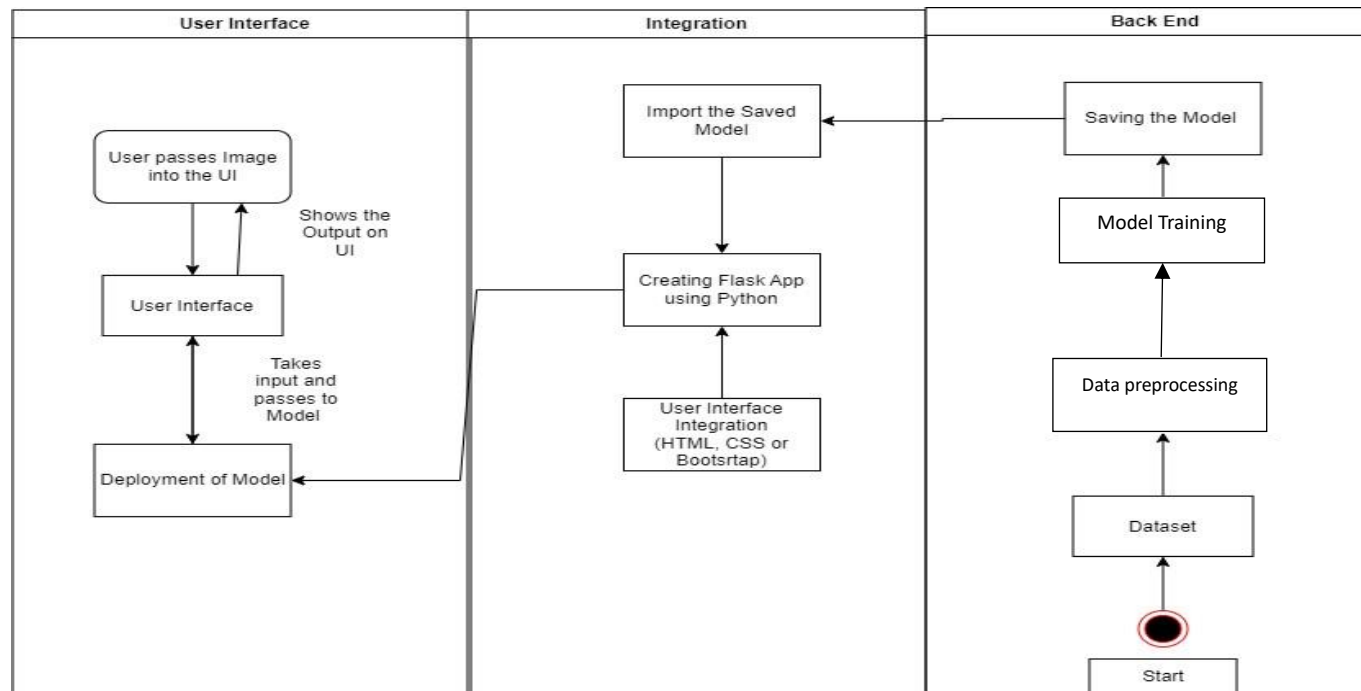 User Interface
Integration
Back End
User passes Image
into the UI
Shows the
Output on
UI
User Interface
Takes
input and
passes to
Model
Deployment of Model
Import the Saved
Model
Creating Flask App
using Python
User Interface
Integration
(HTML, CSS or
Bootsrtap)
Saving the Model
Model Training
Data preprocessing
Dataset
Start